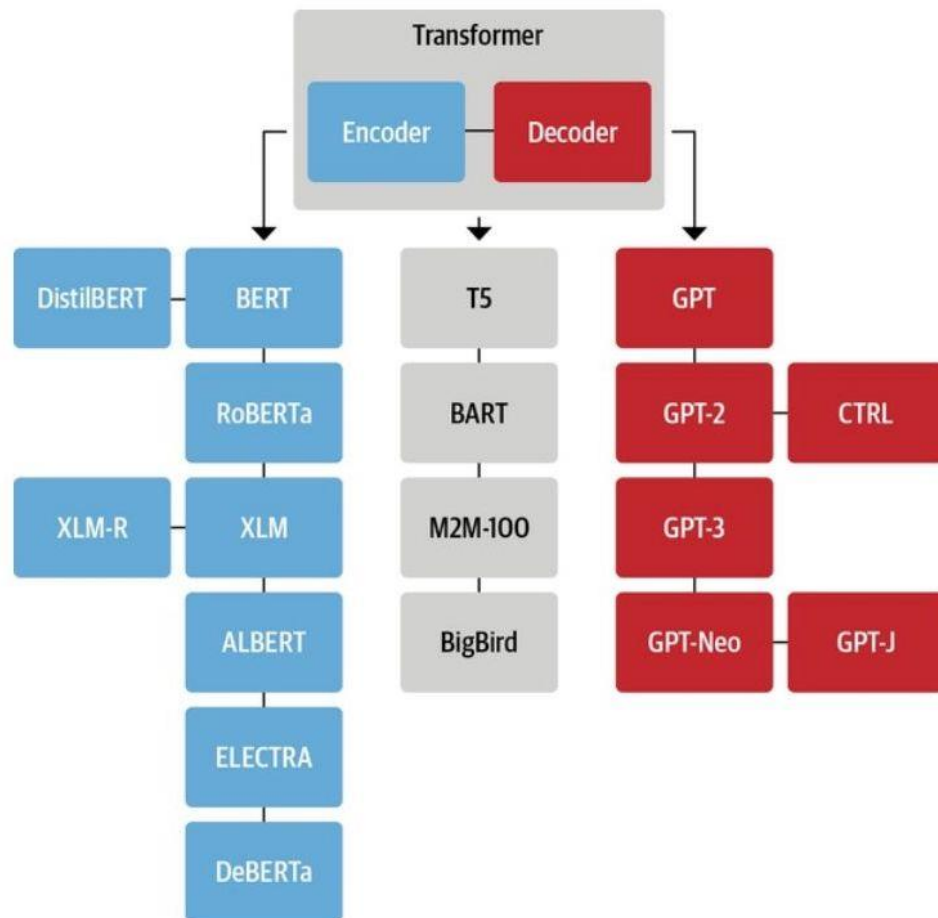 Transformer
Encoder
Decoder
DistilBERT
BERT
T5
GPT
RoBERTa
BART
GPT-2
CTRL
XLM-R
XLM
M2M-100
GPT-3
ALBERT
BigBird
GPT-Neo
GPT-J
ELECTRA
DeBERTa